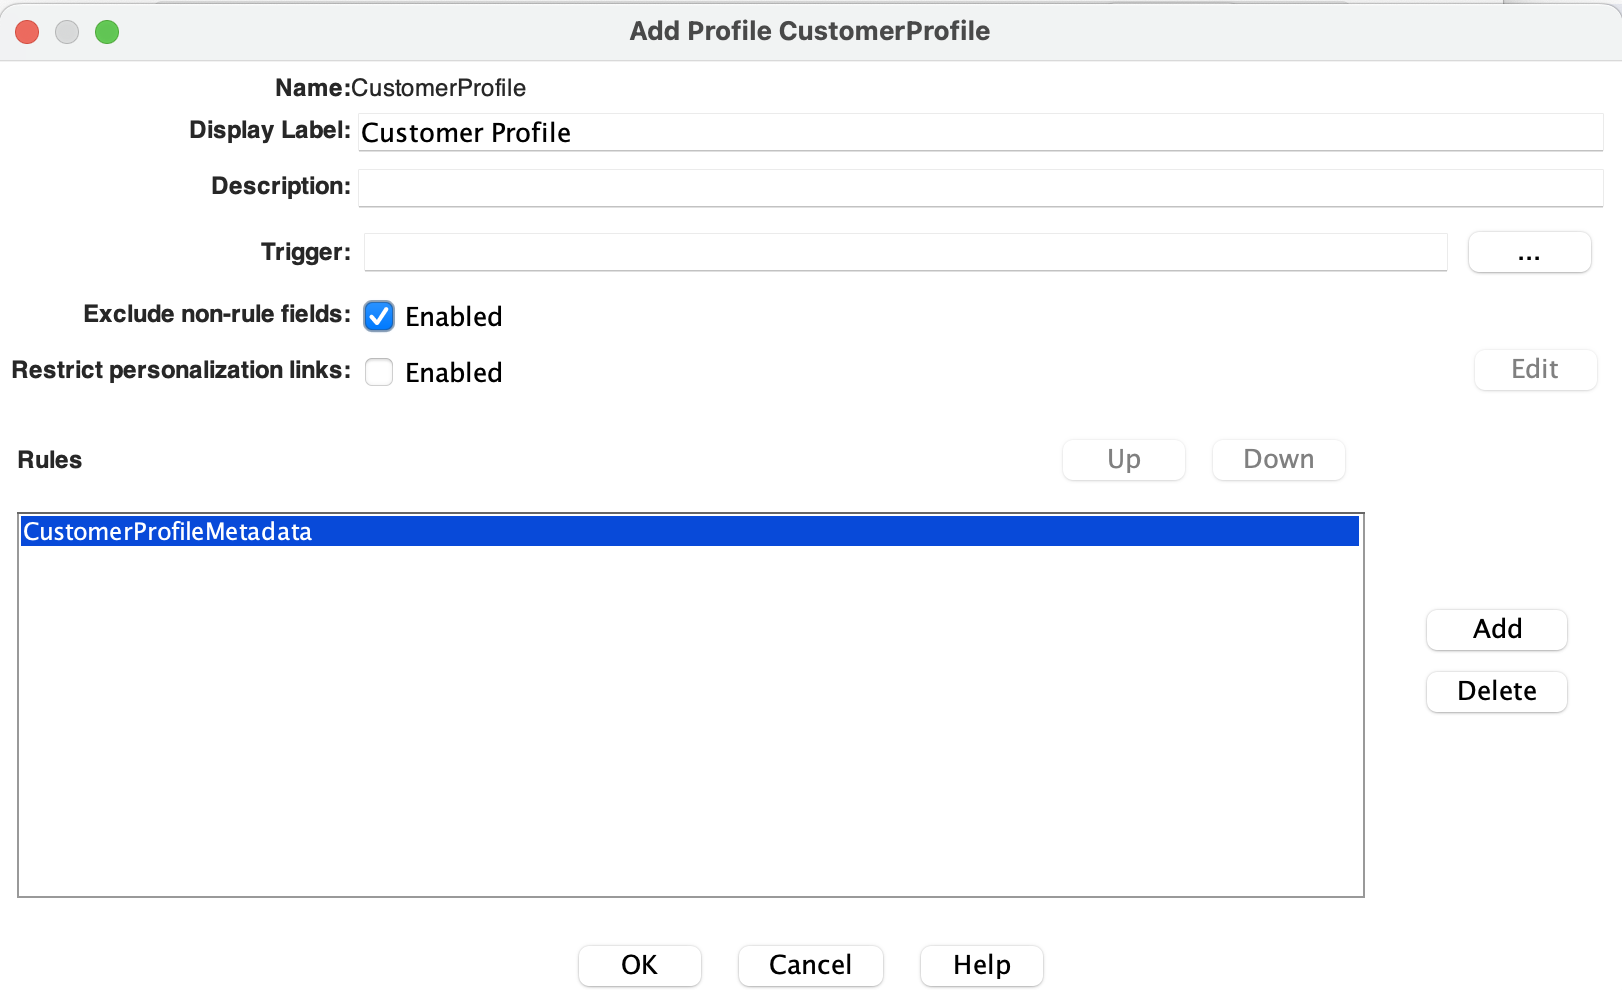 Add Profile CustomerProfile
Name:CustomerProfile
Display Label: Customer Profile
Description:
Trigger: ...
Exclude non-rule fields: Enabled
Restrict personalization links: Enabled Edit
Rules Up Down
CustomerProfileMetadata
Add
Delete
OK Cancel Help